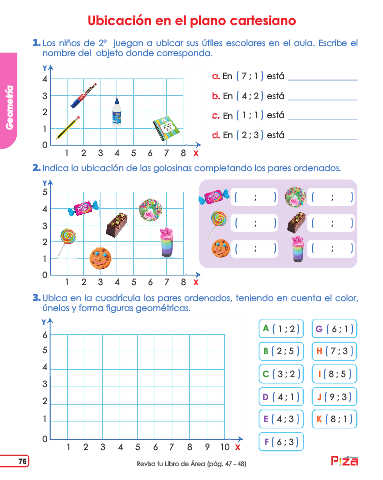 Ubicación en el plano cartesiano
1. Los niños de 2° juegan a ubicar sus útiles escolares en el aula. Escribe el
nombre del objeto donde corresponda.
Geometría
Y
4
3
2
1
0
1 2 3 4 5 6 7 8 X
a. En ( 7 ; 1 ) está
b. En ( 4 ; 2 ) está
c. En ( 1 ; 1 ) está
d. En ( 2 ; 3 ) está
2. Indica la ubicación de las golosinas completando los pares ordenados.
Y
5
4
3
2
1
0
1 2 3 4 5 6 7 8 X
( ; ) ( ; )
( ; ) ( ; )
( ; ) ( ; )
3. Ubica en la cuadrícula los pares ordenados, teniendo en cuenta el color,
únelos y forma figuras geométricas.
Y
6
5
4
3
2
1
0
1 2 3 4 5 6 7 8 9 10 X
A ( 1 ; 2 ) G ( 6 ; 1 )
B ( 2 ; 5 ) H ( 7 ; 3 )
C ( 3 ; 2 ) I ( 8 ; 5 )
D ( 4 ; 1 ) J ( 9 ; 3 )
E ( 4 ; 3 ) K ( 8 ; 1 )
F ( 6 ; 3 )
76
Revisa tu Libro de Área (pág. 47 - 48)